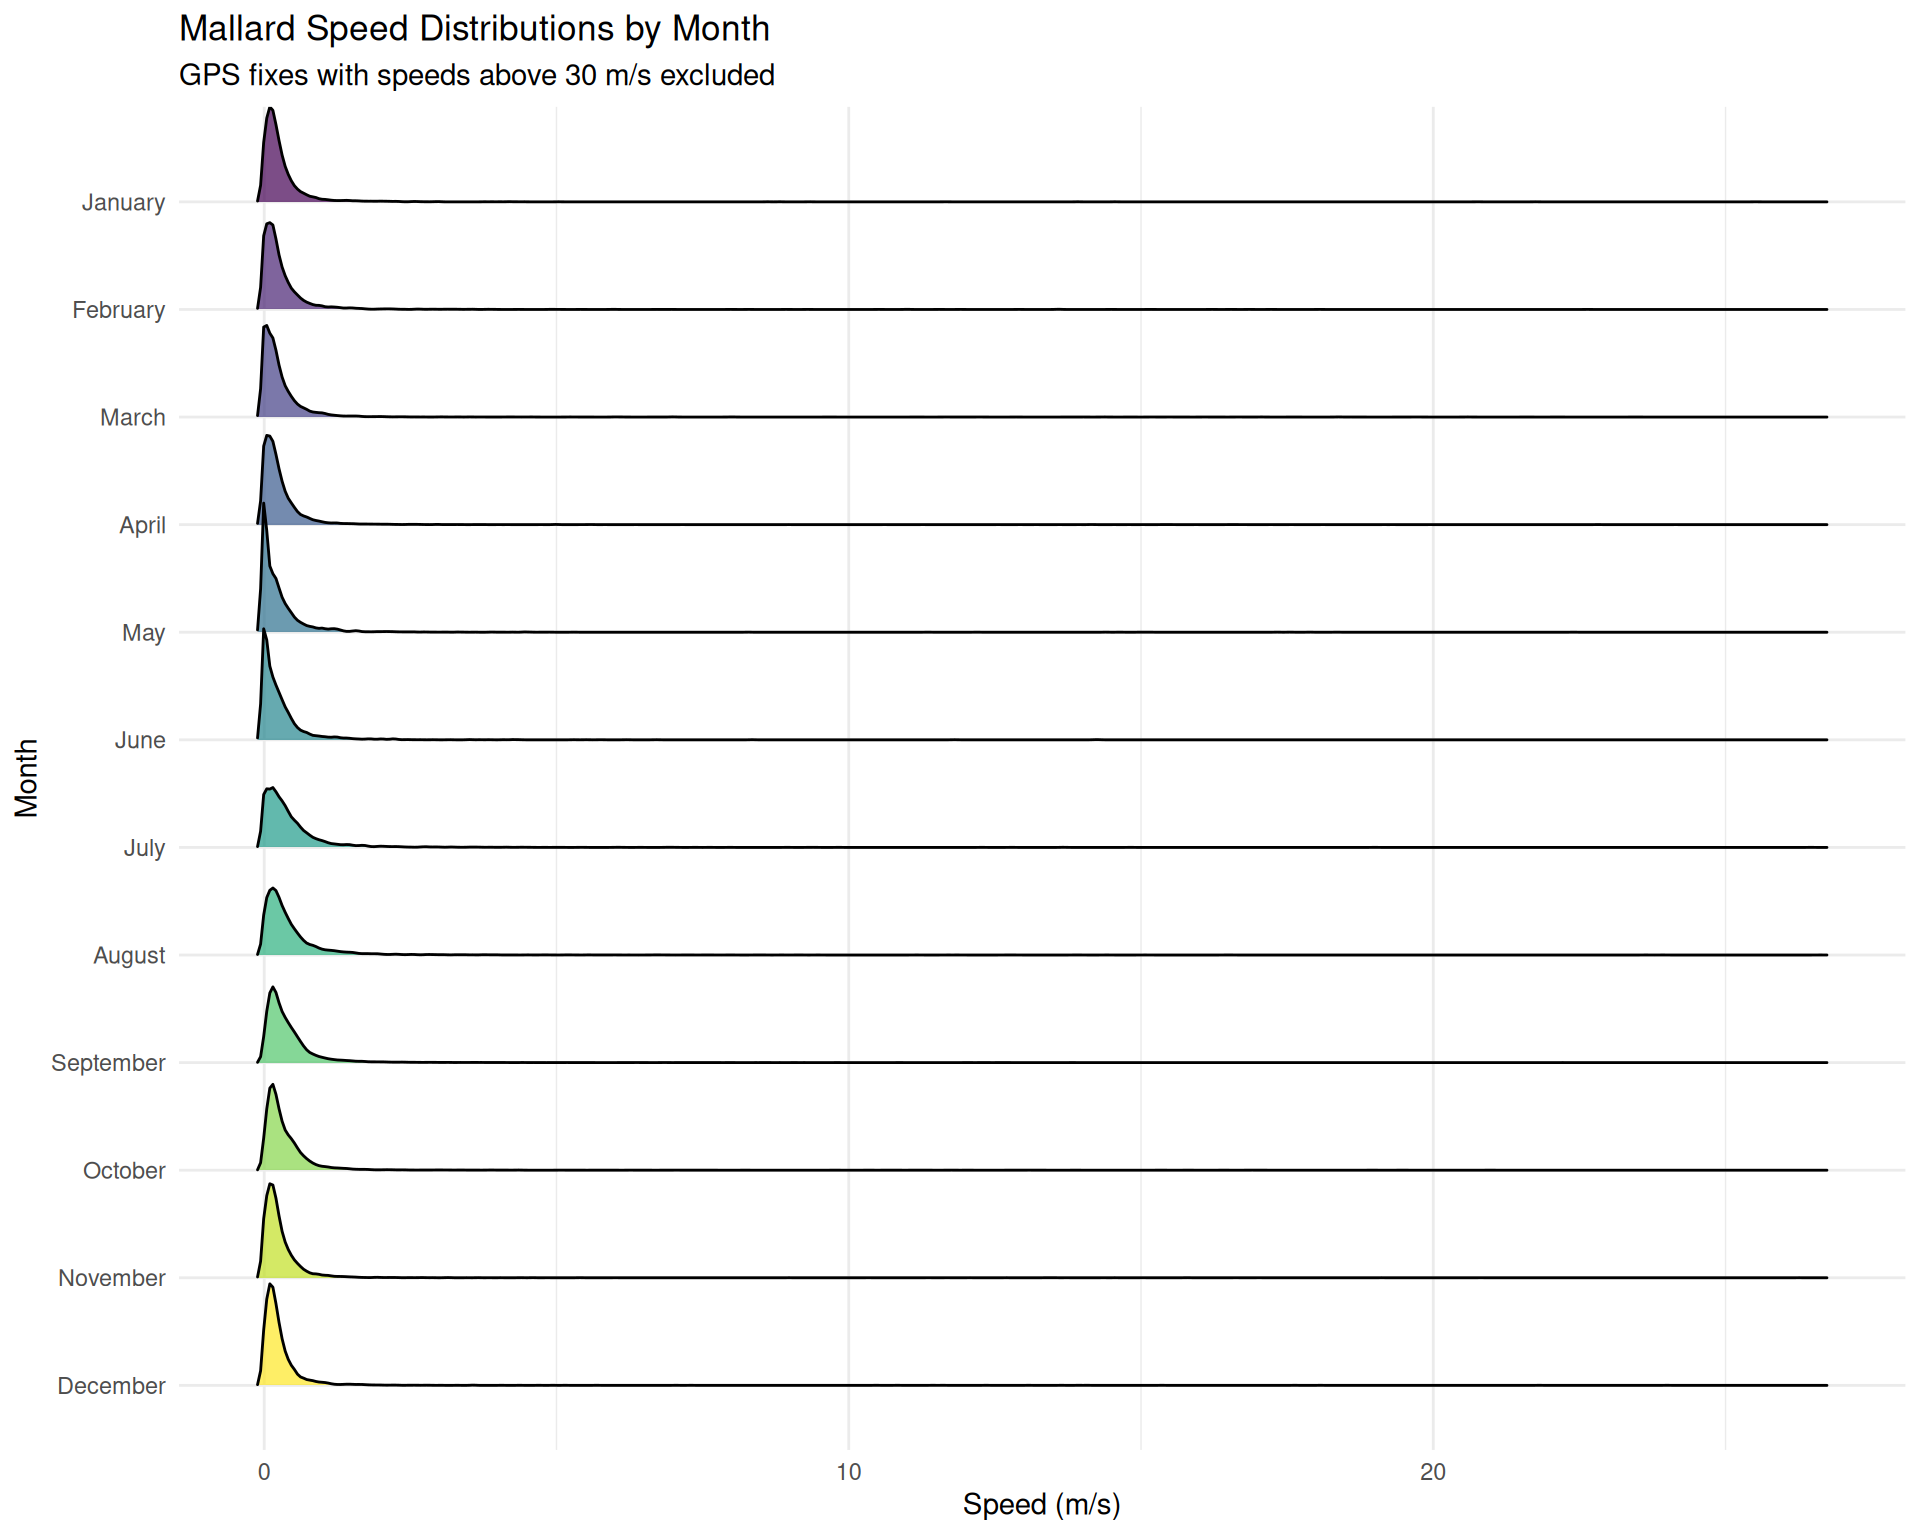 Mallard Speed Distributions by Month
GPS fixes with speeds above 30 m/s excluded
January
February
March
April
May
June
July
August
September
October
November
December
Month
0
10
20
Speed (m/s)